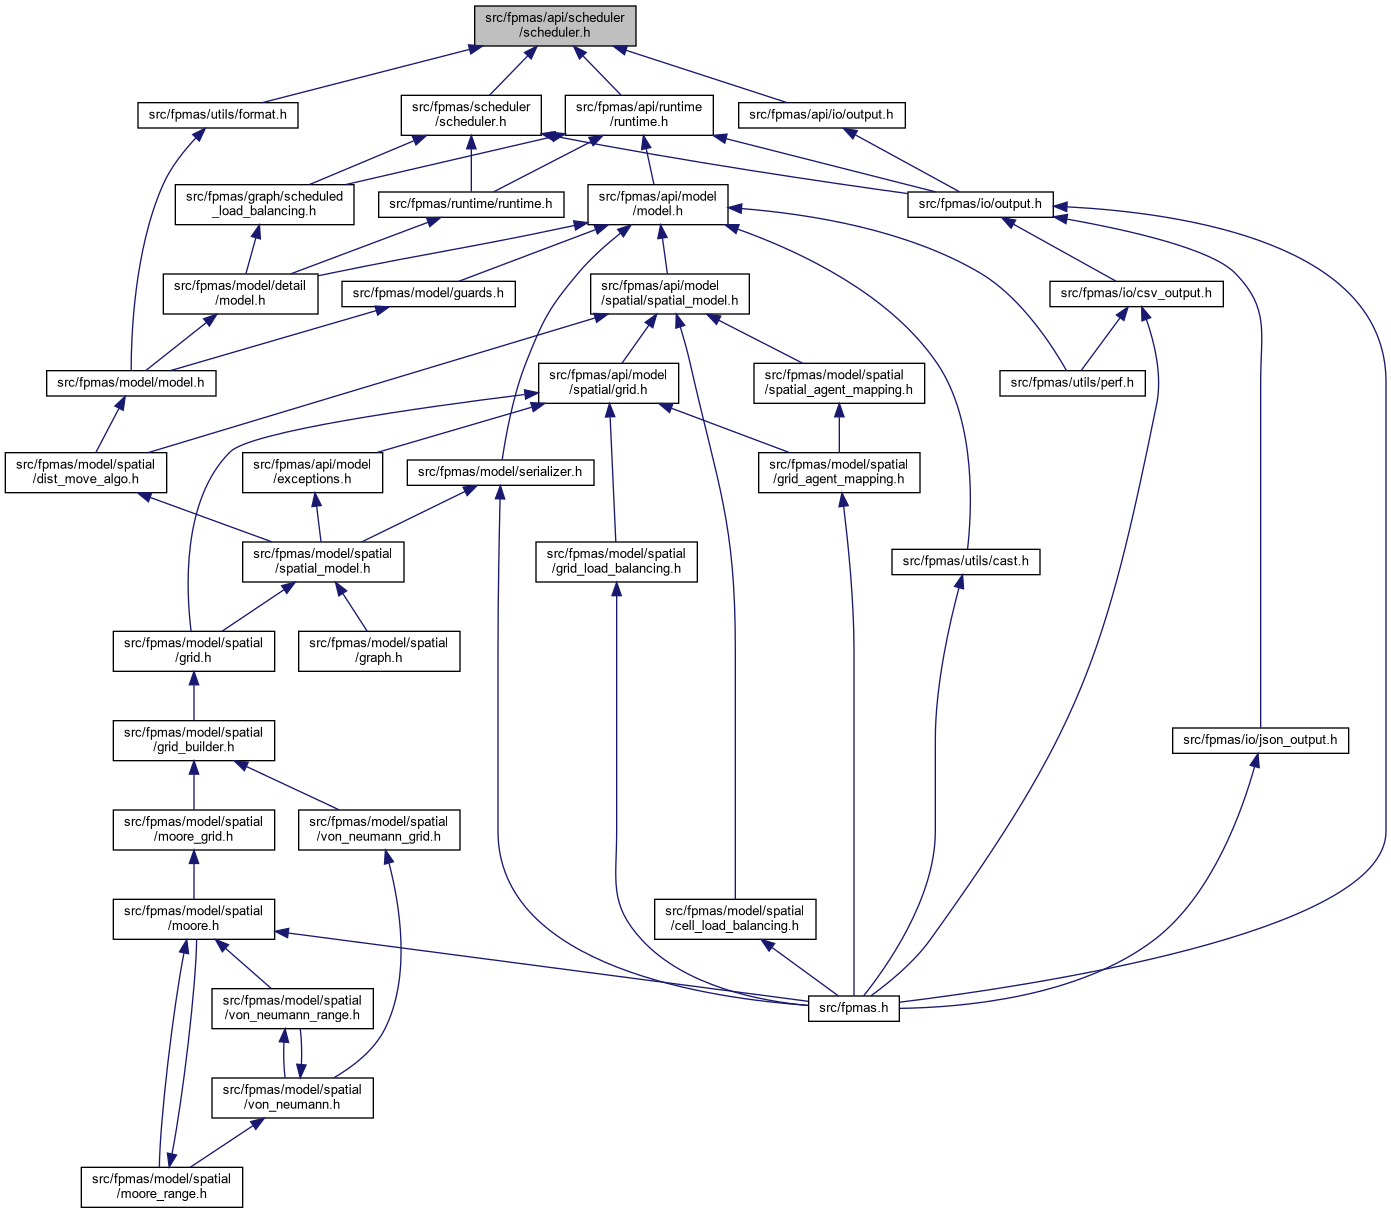 src/fpmas/api/scheduler
/scheduler.h
src/fpmas/utils/format.h
src/fpmas/scheduler
/scheduler.h
src/fpmas/api/runtime
/runtime.h
src/fpmas/api/io/output.h
src/fpmas/graph/scheduled
_load_balancing.h
src/fpmas/runtime/runtime.h
src/fpmas/api/model
/model.h
src/fpmas/io/output.h
src/fpmas/model/detail
/model.h
src/fpmas/model/guards.h
src/fpmas/api/model
/spatial/spatial_model.h
src/fpmas/io/csv_output.h
src/fpmas/model/model.h
src/fpmas/api/model
/spatial/grid.h
src/fpmas/model/spatial
/spatial_agent_mapping.h
src/fpmas/utils/perf.h
src/fpmas/model/spatial
/dist_move_algo.h
src/fpmas/api/model
/exceptions.h
src/fpmas/model/serializer.h
src/fpmas/model/spatial
/grid_agent_mapping.h
src/fpmas/model/spatial
/spatial_model.h
src/fpmas/model/spatial
/grid_load_balancing.h
src/fpmas/utils/cast.h
src/fpmas/model/spatial
/grid.h
src/fpmas/model/spatial
/graph.h
src/fpmas/model/spatial
/grid_builder.h
src/fpmas/io/json_output.h
src/fpmas/model/spatial
/moore_grid.h
src/fpmas/model/spatial
/von_neumann_grid.h
src/fpmas/model/spatial
/moore.h
src/fpmas/model/spatial
/cell_load_balancing.h
src/fpmas/model/spatial
/von_neumann_range.h
src/fpmas.h
src/fpmas/model/spatial
/von_neumann.h
src/fpmas/model/spatial
/moore_range.h